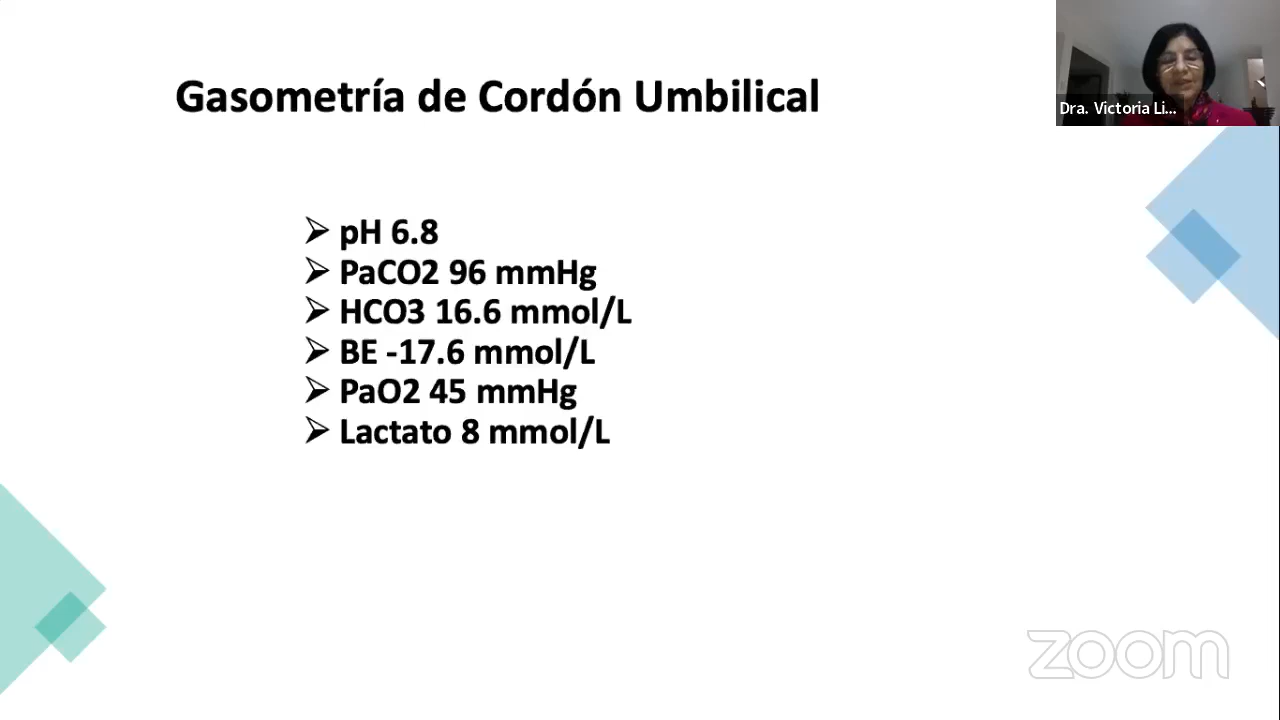 Gasometría de Cordón Umbilical
Dra. Victoria Li...
pH 6.8
PaCO2 96 mmHg
HCO3 16.6 mmol/L
BE -17.6 mmol/L
PaO2 45 mmHg
Lactato 8 mmol/L
zoom